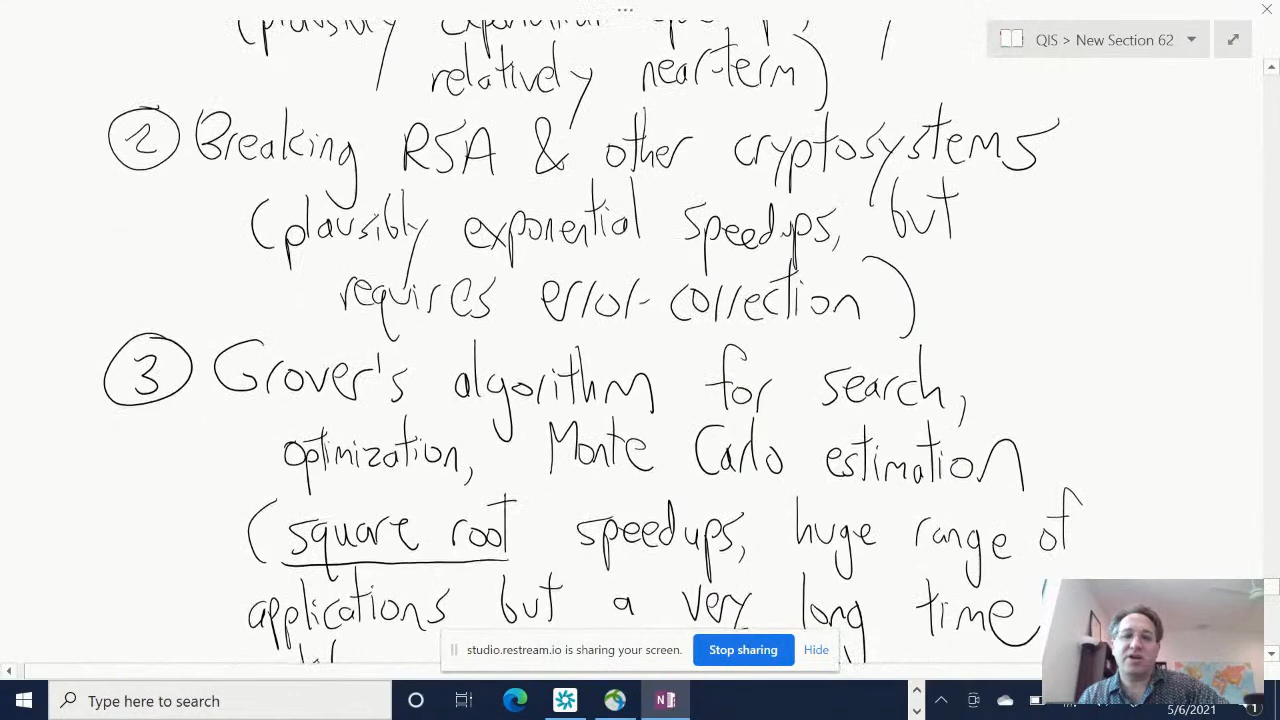 QIS > New Section 62
relatively near-term)
② Breaking RSA & other cryptosystems
(plausibly exponential speedups, but
requires error-correction)
③ Grover's algorithm for search,
optimization, Monte Carlo estimation
(square root speedups, huge range of
applications but a very long time
studio.restream.io is sharing your screen.
Stop sharing
Hide
Type here to search
5/6/2021
1